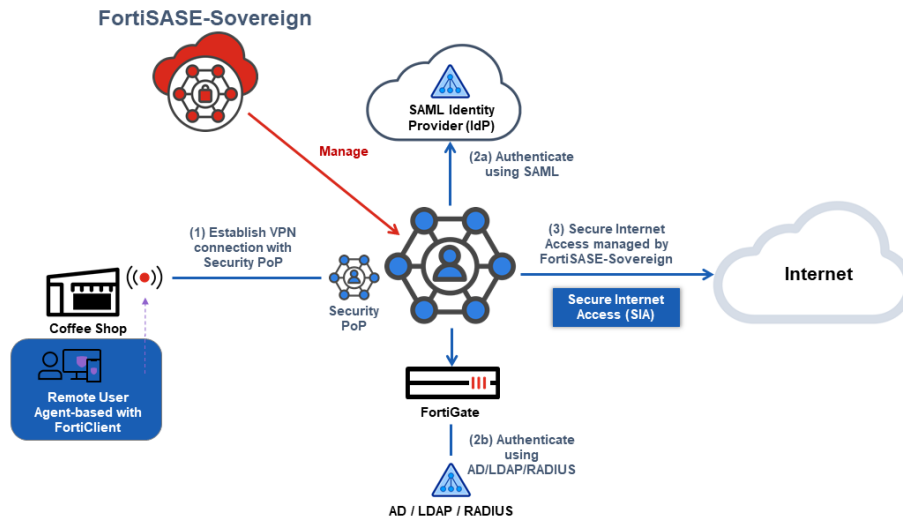 FortiSASE-Sovereign
SAML Identity
Provider (IdP)
Manage
(2a) Authenticate
using SAML
(1) Establish VPN
connection with
Security PoP
(3) Secure Internet
Access managed by
FortiSASE-Sovereign
Internet
Secure Internet
Access (SIA)
Security
PoP
Coffee Shop
Remote User
Agent-based with
FortiClient
FortiGate
(2b) Authenticate
using
AD/LDAP/RADIUS
AD / LDAP / RADIUS